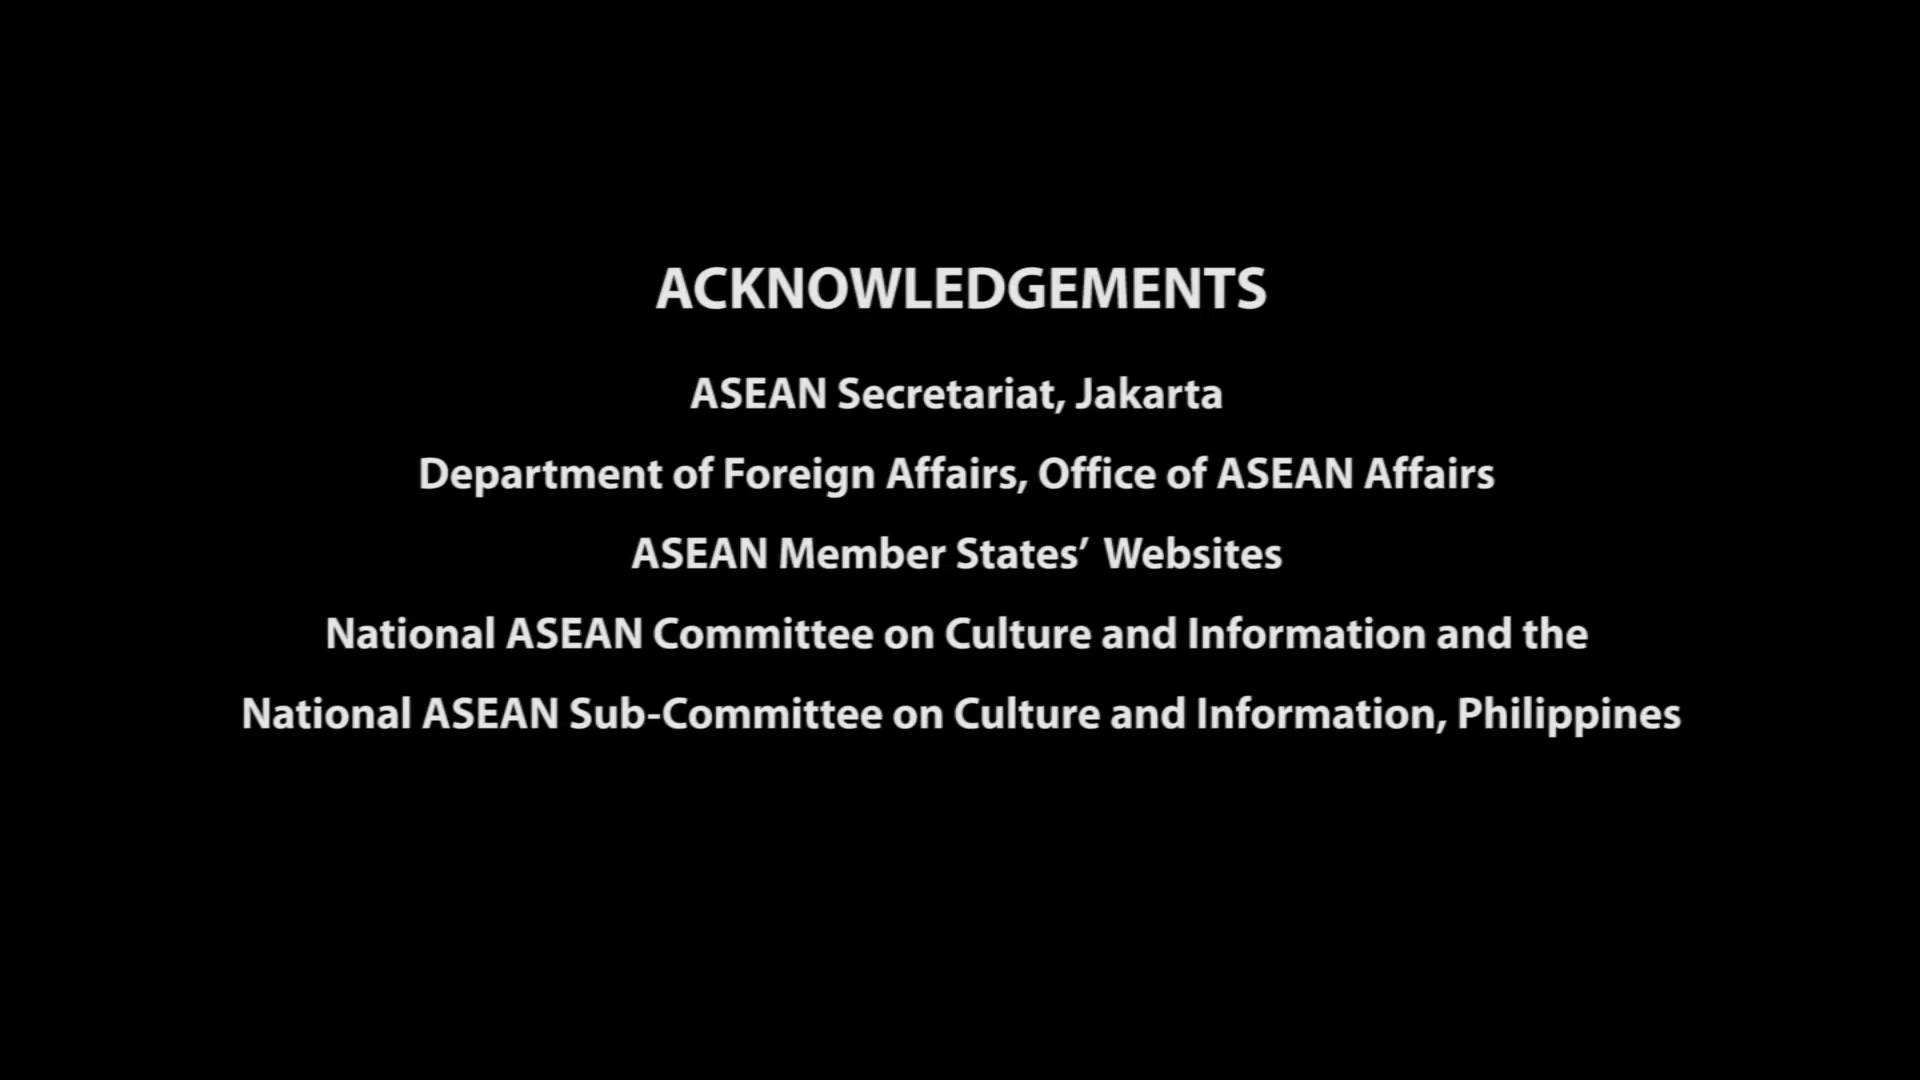 ACKNOWLEDGEMENTS
ASEAN Secretariat, Jakarta
Department of Foreign Affairs, Office of ASEAN Affairs
ASEAN Member States’ Websites
National ASEAN Committee on Culture and Information and the
National ASEAN Sub-Committee on Culture and Information, Philippines